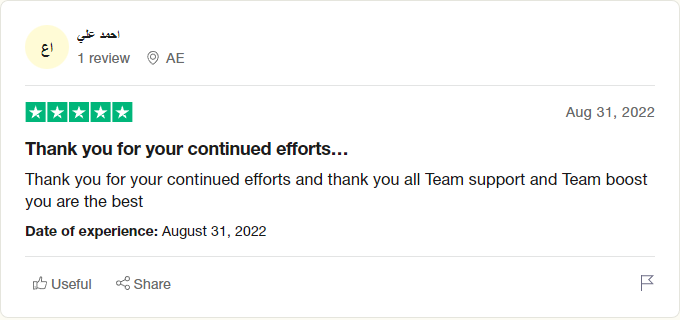 اع
احمد علي
1 review AE
Aug 31, 2022
Thank you for your continued efforts…
Thank you for your continued efforts and thank you all Team support and Team boost
you are the best
Date of experience: August 31, 2022
Useful Share